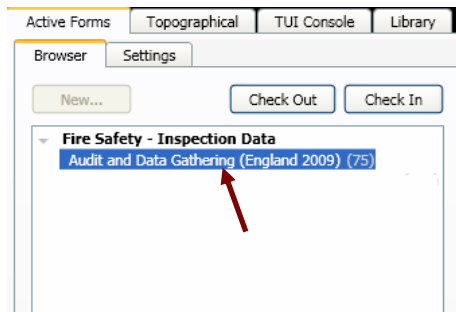 Active Forms Topographical TUI Console Library
Browser Settings
New... Check Out Check In
Fire Safety - Inspection Data
Audit and Data Gathering (England 2009) (75)